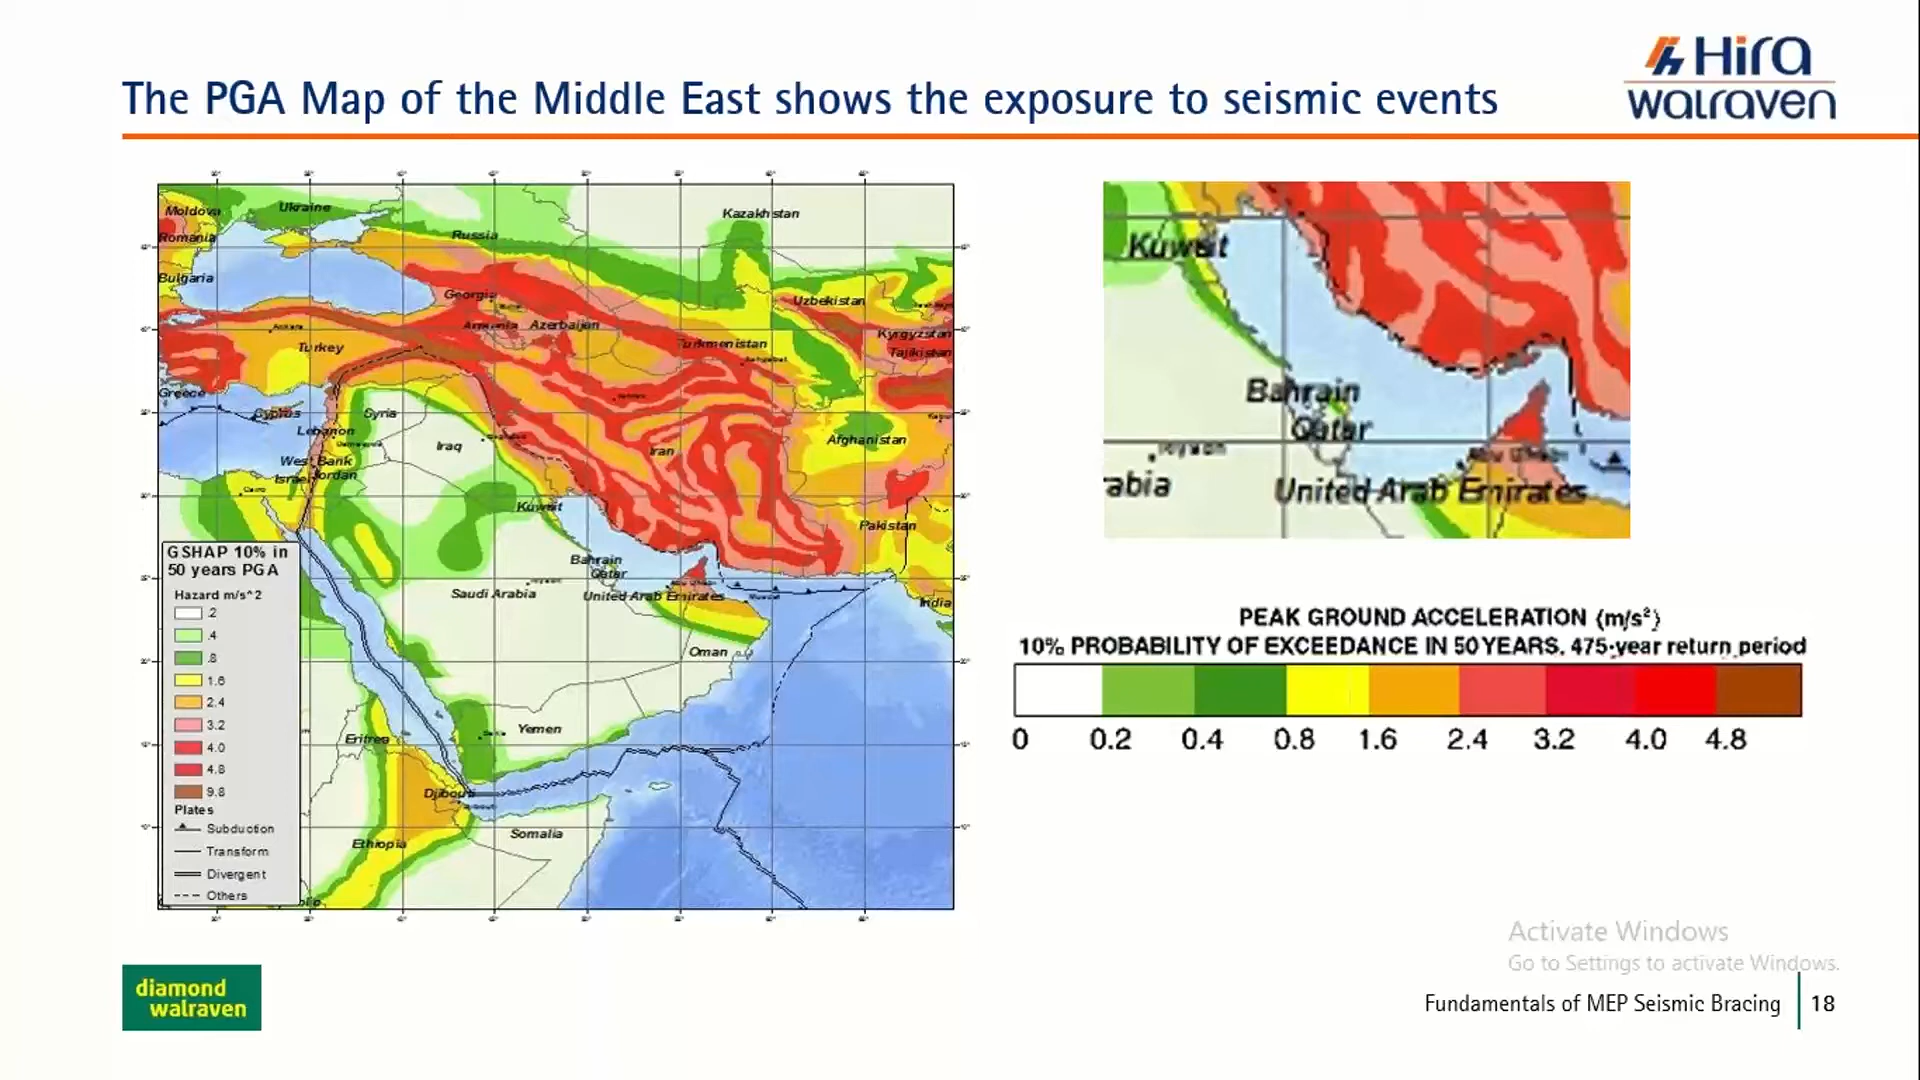 The PGA Map of the Middle East shows the exposure to seismic events
Hira
walraven
Moldova
Ukraine
Romania
Russia
Kazakhstan
Bulgaria
Georgia
Uzbekistan
Armenia
Azerbaijan
Kyrgyzstan
Turkey
Turkmenistan
Tajikistan
Greece
Cyprus
Syria
Lebanon
Iraq
Iran
Afghanistan
West Bank
Israel
Jordan
Cairo
Kuwait
Pakistan
Bahrain
Qatar
Abu Dhabi
Saudi Arabia
United Arab Emirates
India
Oman
Yemen
Eritrea
Djibouti
Somalia
Ethiopia
GSHAP 10% in
50 years PGA
Hazard m/s^2
.2
.4
.8
1.6
2.4
3.2
4.0
4.8
9.8
Plates
Subduction
Transform
Divergent
Others
Kuwait
Bahrain
Qatar
Riyadh
Abu Dhabi
rabia
United Arab Emirates
PEAK GROUND ACCELERATION (m/s²)
10% PROBABILITY OF EXCEEDANCE IN 50 YEARS. 475-year return period
0 0.2 0.4 0.8 1.6 2.4 3.2 4.0 4.8
Activate Windows
Go to Settings to activate Windows.
diamond
walraven
Fundamentals of MEP Seismic Bracing 18